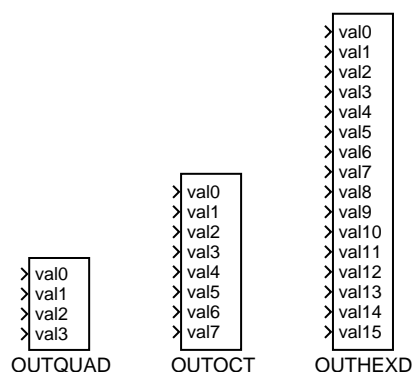 val0
val1
val2
val3
OUTQUAD
val0
val1
val2
val3
val4
val5
val6
val7
OUTOCT
val0
val1
val2
val3
val4
val5
val6
val7
val8
val9
val10
val11
val12
val13
val14
val15
OUTHEXD